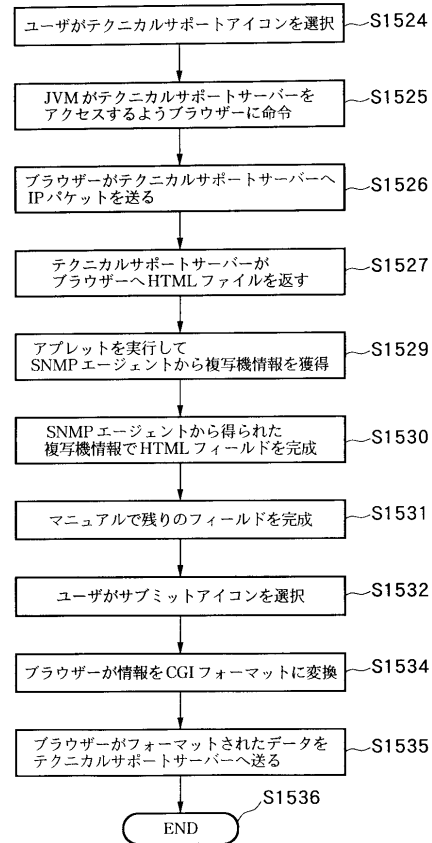 ユーザがテクニカルサポートアイコンを選択
S1524
JVMがテクニカルサポートサーバーを
アクセスするようブラウザーに命令
S1525
ブラウザーがテクニカルサポートサーバーへ
IPパケットを送る
S1526
テクニカルサポートサーバーが
ブラウザーへHTMLファイルを返す
S1527
アプレットを実行して
SNMPエージェントから複写機情報を獲得
S1529
SNMPエージェントから得られた
複写機情報でHTMLフィールドを完成
S1530
マニュアルで残りのフィールドを完成
S1531
ユーザがサブミットアイコンを選択
S1532
ブラウザーが情報をCGIフォーマットに変換
S1534
ブラウザーがフォーマットされたデータを
テクニカルサポートサーバーへ送る
S1535
S1536
END